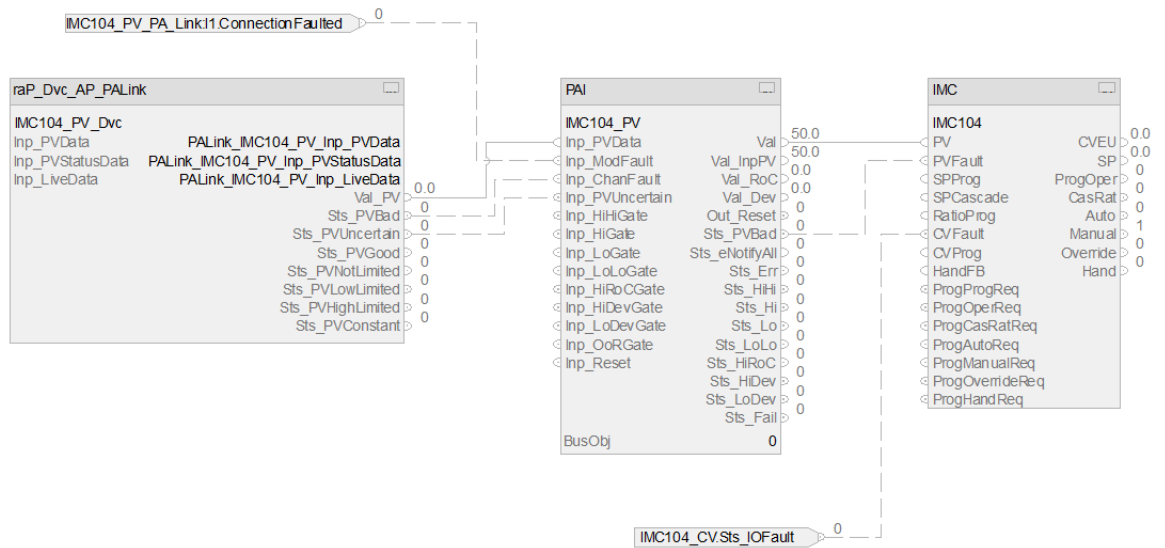 IMC104_PV_PA_Link:I1.ConnectionFaulted 0
raP_Dvc_AP_PALink
IMC104_PV_Dvc
Inp_PVData PALink_IMC104_PV_Inp_PVData
Inp_PVStatusData PALink_IMC104_PV_Inp_PVStatusData
Inp_LiveData PALink_IMC104_PV_Inp_LiveData
Val_PV 0.0
Sts_PVBad 0
Sts_PVUncertain 0
Sts_PVGood 0
Sts_PVNotLimited 0
Sts_PVLowLimited 0
Sts_PVHighLimited 0
Sts_PVConstant 0
PAI
IMC104_PV
Inp_PVData Val 50.0
Inp_ModFault Val_InpPV 50.0
Inp_ChanFault Val_RoC 0.0
Inp_PVUncertain Val_Dev 0.0
Inp_HiHiGate Out_Reset 0
Inp_HiGate Sts_PVBad 0
Inp_LoGate Sts_eNotifyAll 0
Inp_LoLoGate Sts_Err 0
Inp_HiRoCGate Sts_HiHi 0
Inp_HiDevGate Sts_Hi 0
Inp_LoDevGate Sts_Lo 0
Inp_OoRGate Sts_LoLo 0
Inp_Reset Sts_HiRoC 0
Sts_HiDev 0
Sts_LoDev 0
Sts_Fail 0
BusObj 0
IMC
IMC104
PV CVEU 0.0
PVFault SP 0.0
SPProg ProgOper 0
SPCascade CasRat 0
RatioProg Auto 0
CVFault Manual 1
CVProg Override 0
HandFB Hand 0
ProgProgReq
ProgOperReq
ProgCasRatReq
ProgAutoReq
ProgManualReq
ProgOverrideReq
ProgHandReq
IMC104_CV.Sts_IOFault 0